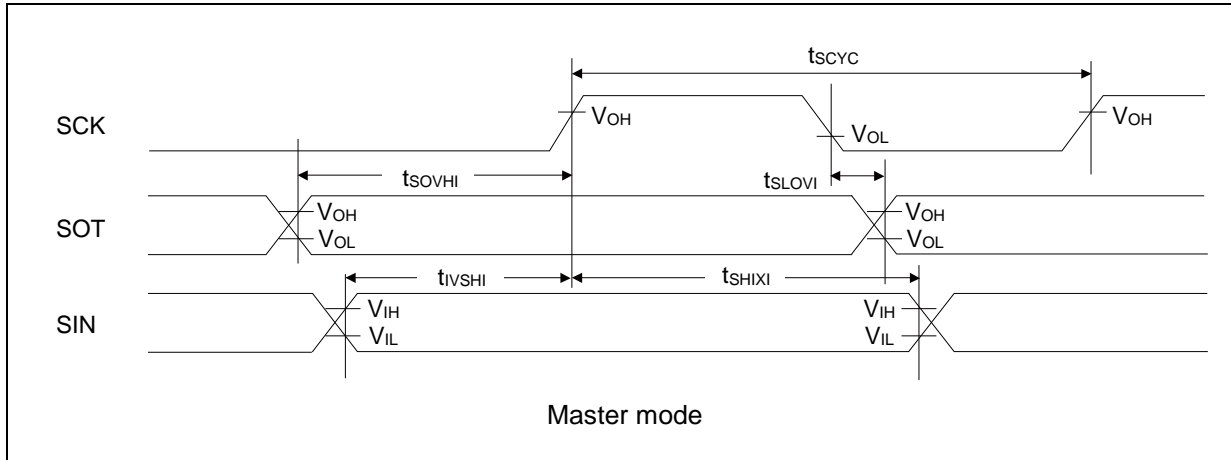 tSCYC
SCK
VOH
VOL
VOH
tSOVHI
tSLOVI
SOT
VOH
VOL
VOH
VOL
tIVSHI
tSHIXI
SIN
VIH
VIL
VIH
VIL
Master mode